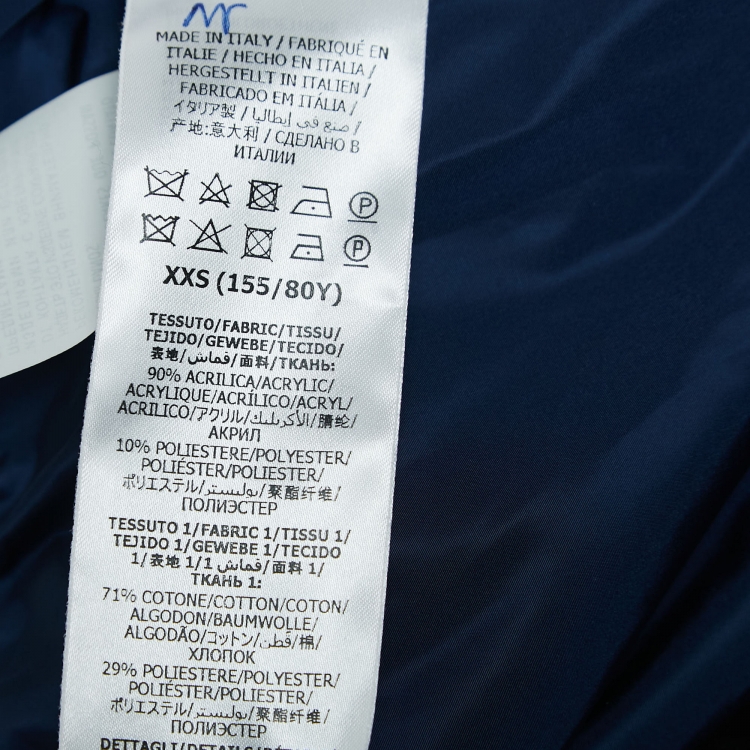 MADE IN ITALY / FABRIQUÉ EN
ITALIE / HECHO EN ITALIA /
HERGESTELLT IN ITALIEN /
FABRICADO EM ITÁLIA /
イタリア製 / صنع في إيطاليا /
产地:意大利 / СДЕЛАНО В
ИТАЛИИ
P
P
XXS (155/80Y)
TESSUTO/FABRIC/TISSU/
TEJIDO/GEWEBE/TECIDO/
表地/قماش/面料/ТКАНЬ:
90% ACRILICA/ACRYLIC/
ACRYLIQUE/ACRÍLICO/ACRYL/
ACRILICO/アクリル/الأكريليك/腈纶/
АКРИЛ
10% POLIESTERE/POLYESTER/
POLIÉSTER/POLIESTER/
ポリエステル/بوليستر/聚酯纤维/
ПОЛИЭСТЕР
TESSUTO 1/FABRIC 1/TISSU 1/
TEJIDO 1/GEWEBE 1/TECIDO
1/表地 1/قماش 1/面料 1/
ТКАНЬ 1:
71% COTONE/COTTON/COTON/
ALGODON/BAUMWOLLE/
ALGODÃO/コットン/قطن/棉/
ХЛОПОК
29% POLIESTERE/POLYESTER/
POLIÉSTER/POLIESTER/
ポリエステル/بوليستر/聚酯纤维/
ПОЛИЭСТЕР
DETTAGLI/DETAILS/